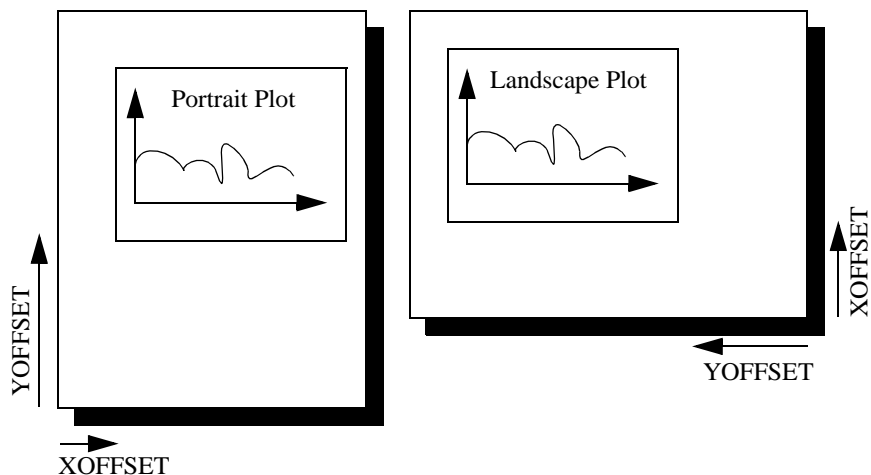 Portrait Plot
YOFFSET
XOFFSET
Landscape Plot
XOFFSET
YOFFSET